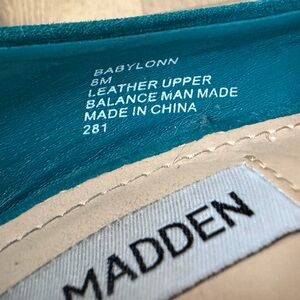 BABYLONN
8M
LEATHER UPPER
BALANCE MAN MADE
MADE IN CHINA
281
MADDEN